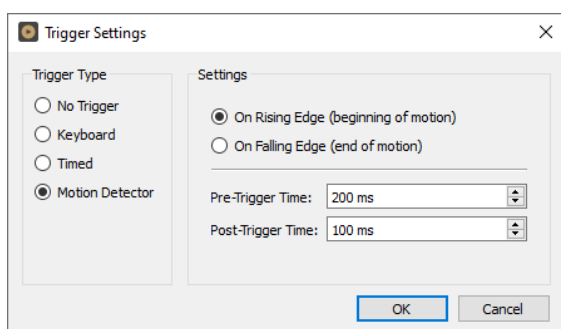 Trigger Settings
Trigger Type
No Trigger
Keyboard
Timed
Motion Detector
Settings
On Rising Edge (beginning of motion)
On Falling Edge (end of motion)
Pre-Trigger Time: 200 ms
Post-Trigger Time: 100 ms
OK Cancel